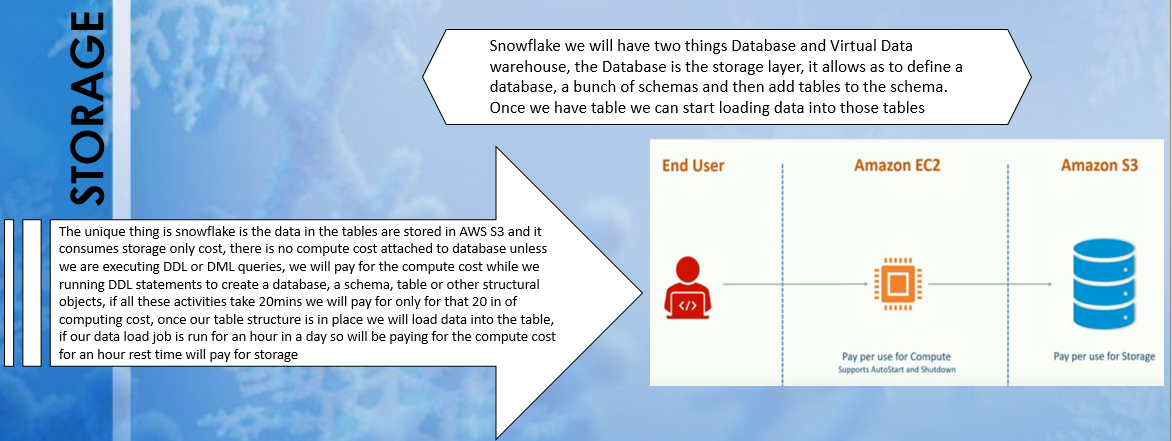 STORAGE
Snowflake we will have two things Database and Virtual Data
warehouse, the Database is the storage layer, it allows as to define a
database, a bunch of schemas and then add tables to the schema.
Once we have table we can start loading data into those tables
The unique thing is snowflake is the data in the tables are stored in AWS S3 and it
consumes storage only cost, there is no compute cost attached to database unless
we are executing DDL or DML queries, we will pay for the compute cost while we
running DDL statements to create a database, a schema, table or other structural
objects, if all these activities take 20mins we will pay for only for that 20 in of
computing cost, once our table structure is in place we will load data into the table,
if our data load job is run for an hour in a day so will be paying for the compute cost
for an hour rest time will pay for storage
End User
Amazon EC2
Amazon S3
</>
Pay per use for Compute
Supports AutoStart and Shutdown
Pay per use for Storage